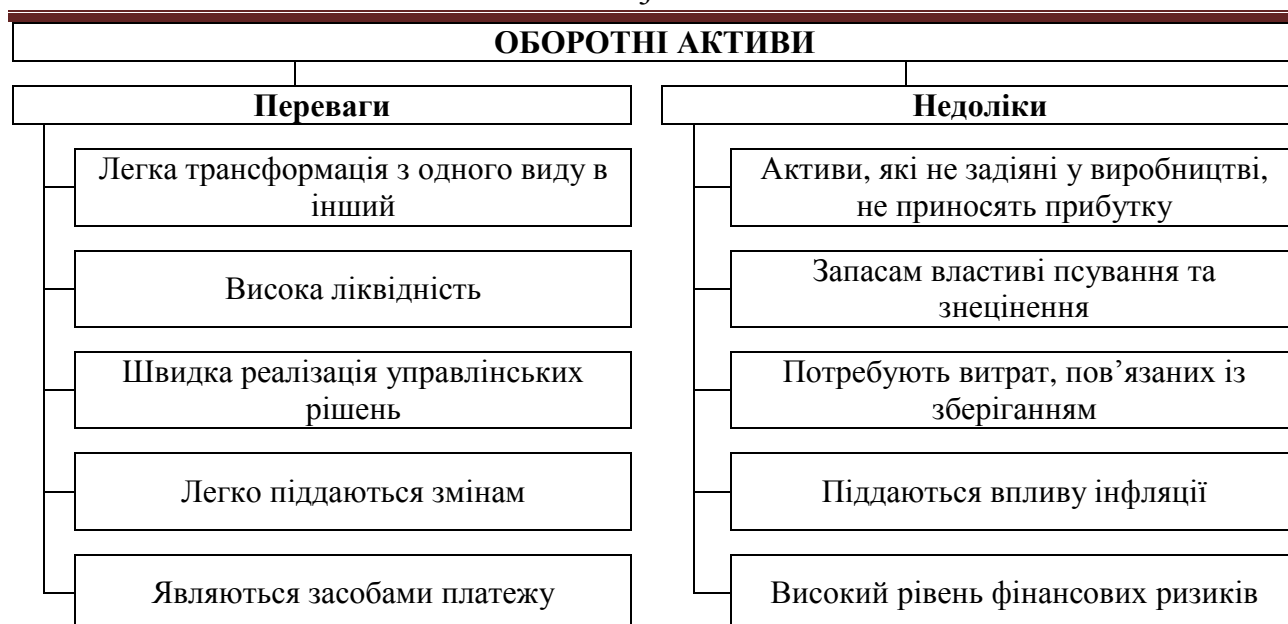 ОБОРОТНІ АКТИВИ
Переваги
Легка трансформація з одного виду в
інший
Висока ліквідність
Швидка реалізація управлінських
рішень
Легко піддаються змінам
Являються засобами платежу
Недоліки
Активи, які не задіяні у виробництві,
не приносять прибутку
Запасам властиві псування та
знецінення
Потребують витрат, пов’язаних із
зберіганням
Піддаються впливу інфляції
Високий рівень фінансових ризиків